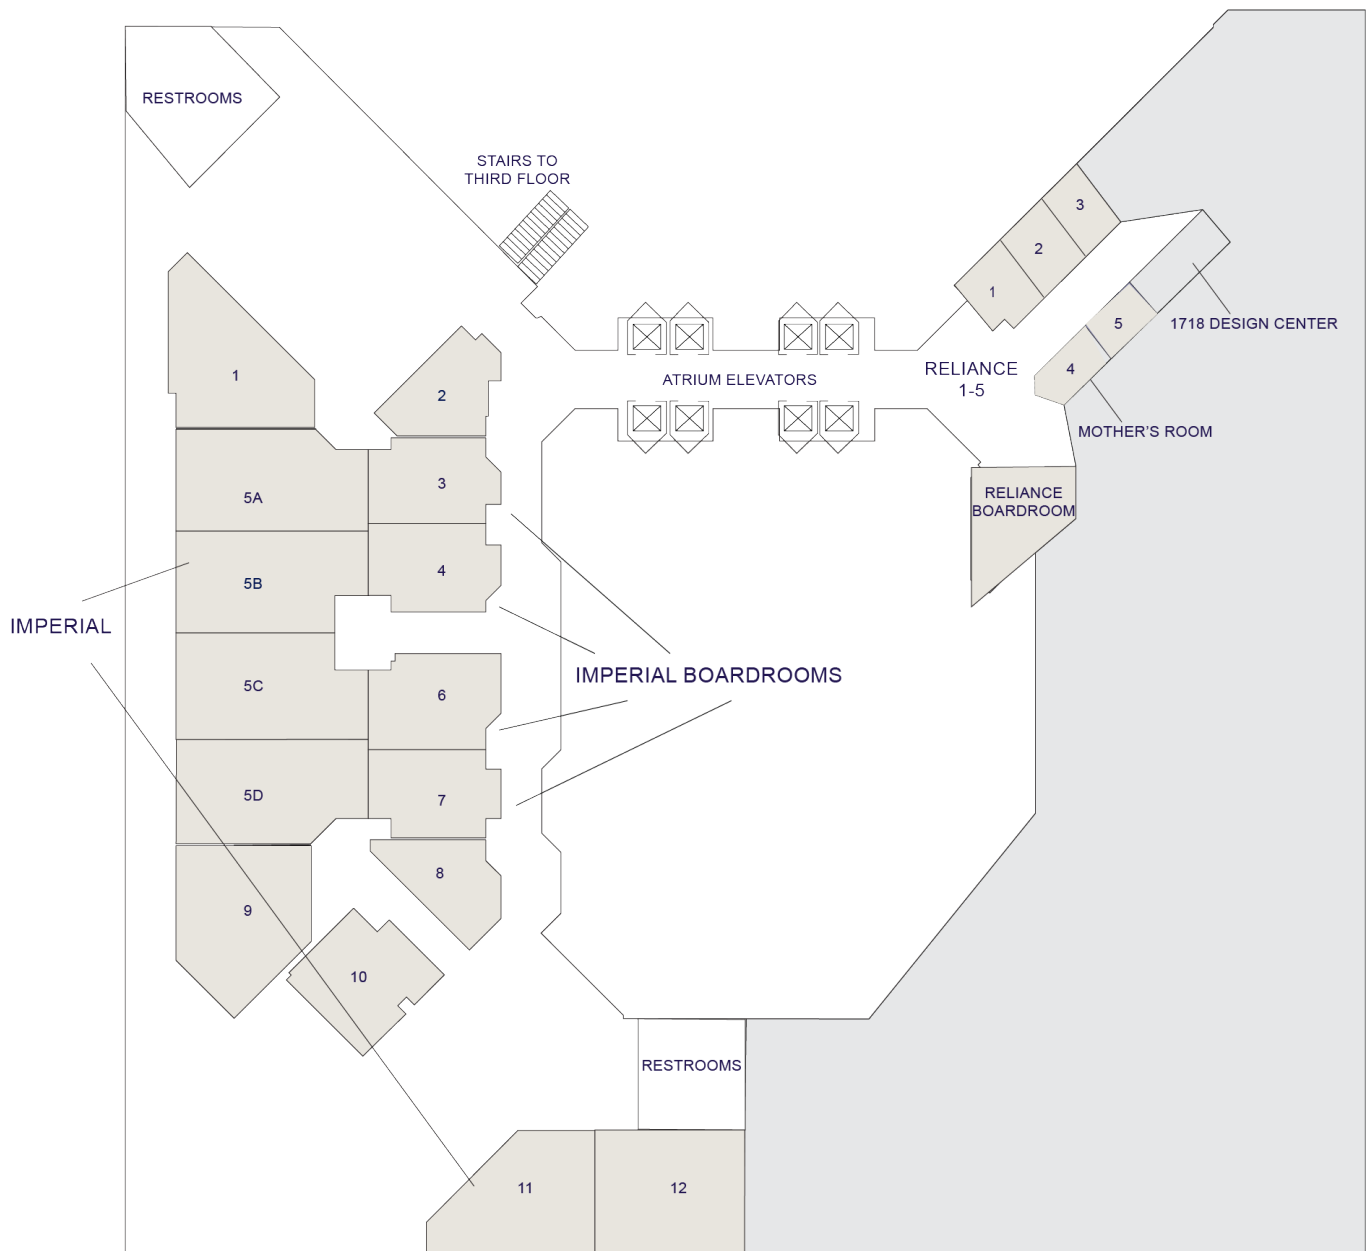 RESTROOMS
STAIRS TO
THIRD FLOOR
3
2
1
5
4
1718 DESIGN CENTER
RELIANCE
1-5
ATRIUM ELEVATORS
MOTHER'S ROOM
RELIANCE
BOARDROOM
1
2
3
5A
4
5B
IMPERIAL
IMPERIAL BOARDROOMS
5C
6
5D
7
8
9
10
RESTROOMS
11
12